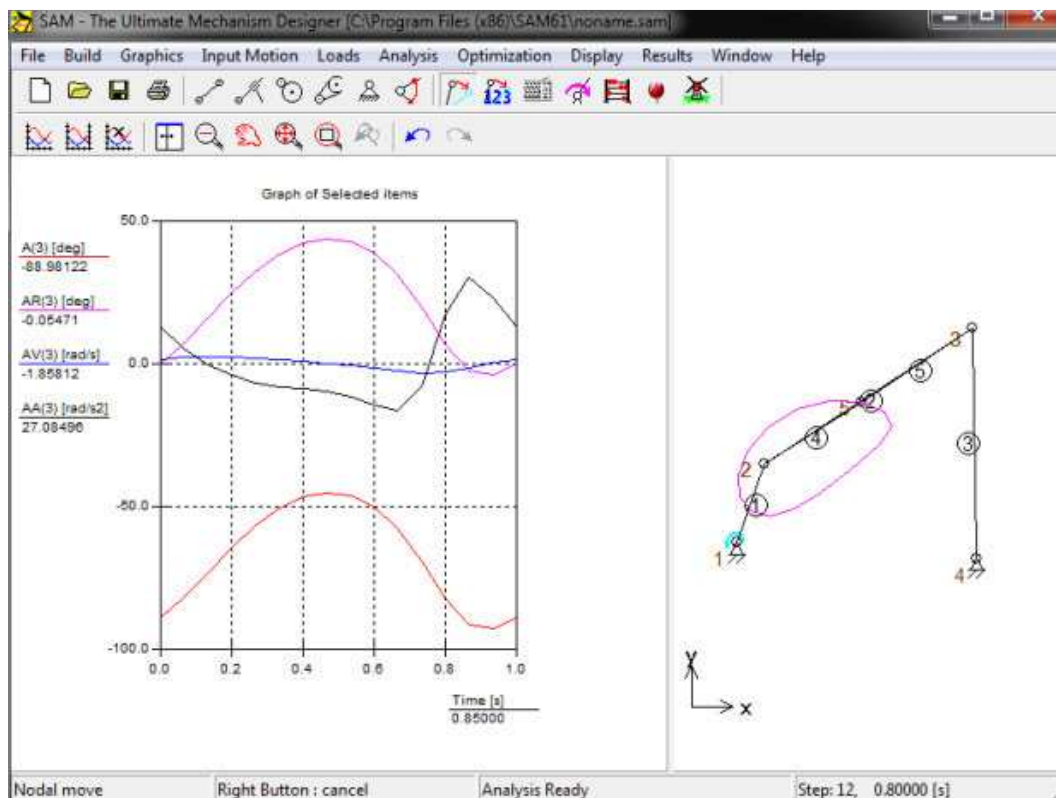 SAM - The Ultimate Mechanism Designer [C:\Program Files (x86)\SAM61\noname.sam]
File Build Graphics Input Motion Loads Analysis Optimization Display Results Window Help
123
Graph of Selected items
50.0
A(3) [deg]
-88.98122
AR(3) [deg]
-0.05471
0.0
AV(3) [rad/s]
-1.85812
AA(3) [rad/s2]
27.08496
-50.0
-100.0
0.0 0.2 0.4 0.6 0.8 1.0
Time [s]
0.85000
3
5
5 2
4
3
2
1
1
4
y
x
Nodal move Right Button : cancel Analysis Ready Step: 12, 0.80000 [s]